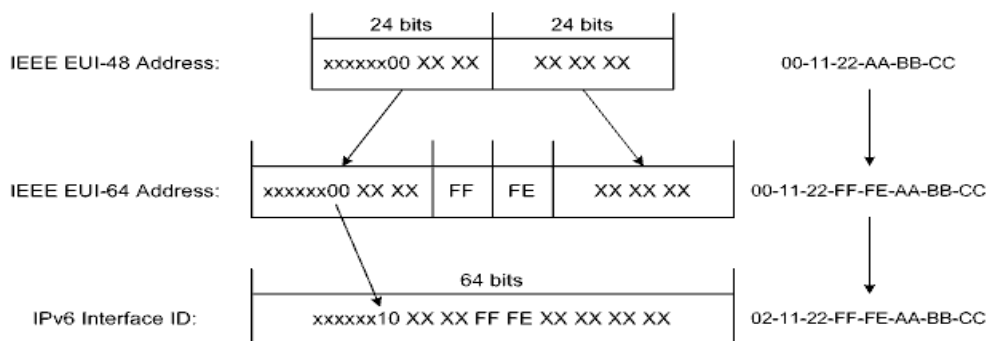 24 bits 24 bits
IEEE EUI-48 Address: xxxxxx00 XX XX XX XX XX 00-11-22-AA-BB-CC
IEEE EUI-64 Address: xxxxxx00 XX XX FF FE XX XX XX 00-11-22-FF-FE-AA-BB-CC
64 bits
IPv6 Interface ID: xxxxxx10 XX XX FF FE XX XX XX XX 02-11-22-FF-FE-AA-BB-CC